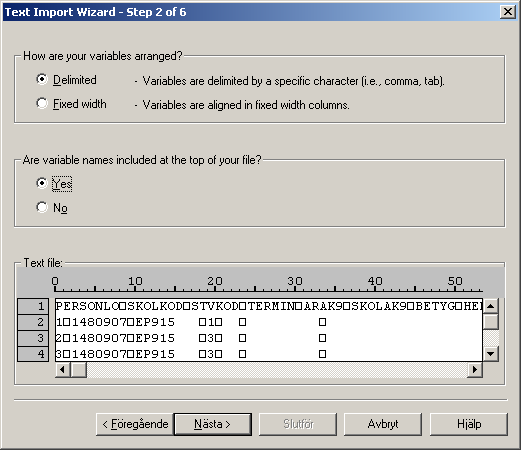 Text Import Wizard - Step 2 of 6
How are your variables arranged?
Delimited - Variables are delimited by a specific character (i.e., comma, tab).
Fixed width - Variables are aligned in fixed width columns.
Are variable names included at the top of your file?
Yes
No
Text file:
0 10 20 30 40 50
1 PERSONLO□SKOLKOD□STVKOD□TERMIN□ARAK9□SKOLAK9□BETYG□HE
2 1□1480907□EP915 □1□ □ □
3 2□1480907□EP915 □3□ □ □
4 3□1480907□EP915 □3□ □ □
< Föregående Nästa > Slutför Avbryt Hjälp